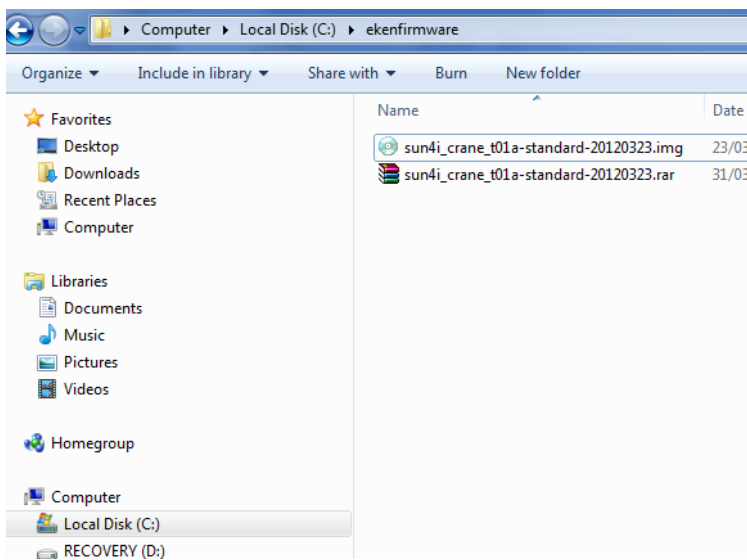 Computer Local Disk (C:) ekenfirmware
Organize Include in library Share with Burn New folder
Favorites
Desktop
Downloads
Recent Places
Computer
Libraries
Documents
Music
Pictures
Videos
Homegroup
Computer
Local Disk (C:)
RECOVERY (D:)
Name Date
sun4i_crane_t01a-standard-20120323.img 23/03
sun4i_crane_t01a-standard-20120323.rar 31/03